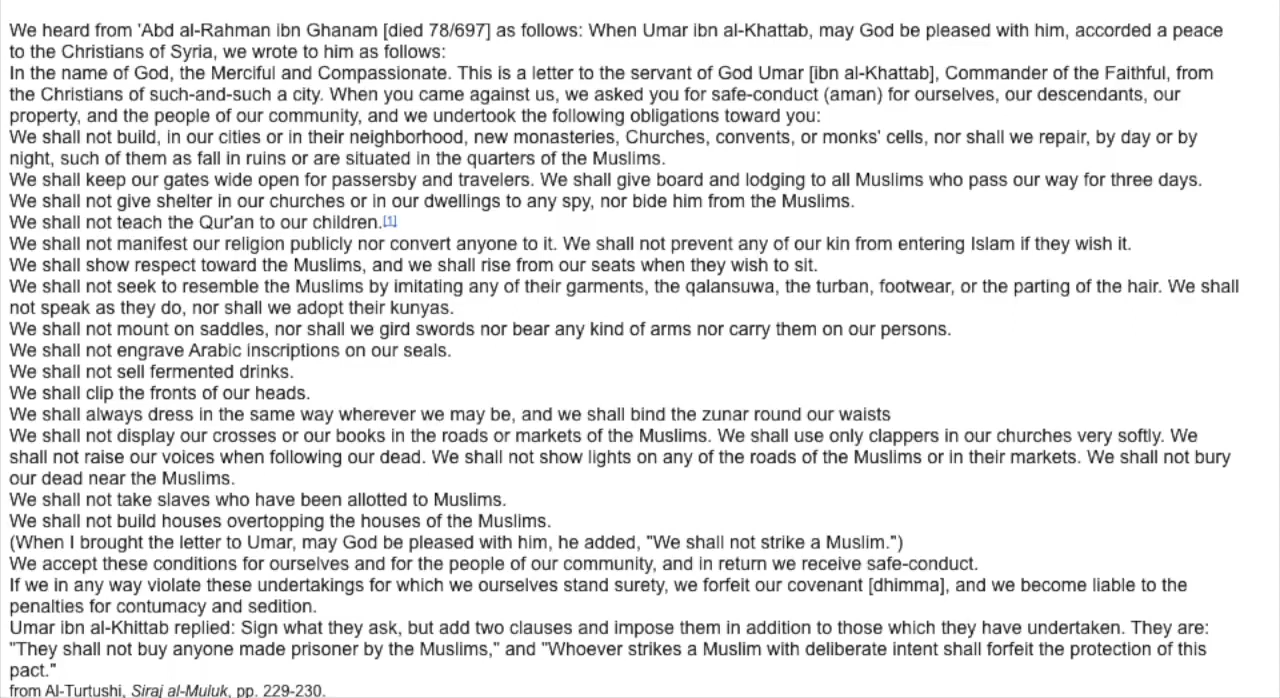 We heard from 'Abd al-Rahman ibn Ghanam [died 78/697] as follows: When Umar ibn al-Khattab, may God be pleased with him, accorded a peace
to the Christians of Syria, we wrote to him as follows:
In the name of God, the Merciful and Compassionate. This is a letter to the servant of God Umar [ibn al-Khattab], Commander of the Faithful, from
the Christians of such-and-such a city. When you came against us, we asked you for safe-conduct (aman) for ourselves, our descendants, our
property, and the people of our community, and we undertook the following obligations toward you:
We shall not build, in our cities or in their neighborhood, new monasteries, Churches, convents, or monks' cells, nor shall we repair, by day or by
night, such of them as fall in ruins or are situated in the quarters of the Muslims.
We shall keep our gates wide open for passersby and travelers. We shall give board and lodging to all Muslims who pass our way for three days.
We shall not give shelter in our churches or in our dwellings to any spy, nor bide him from the Muslims.
We shall not teach the Qur'an to our children.[1]
We shall not manifest our religion publicly nor convert anyone to it. We shall not prevent any of our kin from entering Islam if they wish it.
We shall show respect toward the Muslims, and we shall rise from our seats when they wish to sit.
We shall not seek to resemble the Muslims by imitating any of their garments, the qalansuwa, the turban, footwear, or the parting of the hair. We shall
not speak as they do, nor shall we adopt their kunyas.
We shall not mount on saddles, nor shall we gird swords nor bear any kind of arms nor carry them on our persons.
We shall not engrave Arabic inscriptions on our seals.
We shall not sell fermented drinks.
We shall clip the fronts of our heads.
We shall always dress in the same way wherever we may be, and we shall bind the zunar round our waists
We shall not display our crosses or our books in the roads or markets of the Muslims. We shall use only clappers in our churches very softly. We
shall not raise our voices when following our dead. We shall not show lights on any of the roads of the Muslims or in their markets. We shall not bury
our dead near the Muslims.
We shall not take slaves who have been allotted to Muslims.
We shall not build houses overtopping the houses of the Muslims.
(When I brought the letter to Umar, may God be pleased with him, he added, "We shall not strike a Muslim.")
We accept these conditions for ourselves and for the people of our community, and in return we receive safe-conduct.
If we in any way violate these undertakings for which we ourselves stand surety, we forfeit our covenant [dhimma], and we become liable to the
penalties for contumacy and sedition.
Umar ibn al-Khittab replied: Sign what they ask, but add two clauses and impose them in addition to those which they have undertaken. They are:
"They shall not buy anyone made prisoner by the Muslims," and "Whoever strikes a Muslim with deliberate intent shall forfeit the protection of this
pact."
from Al-Turtushi, Siraj al-Muluk, pp. 229-230.